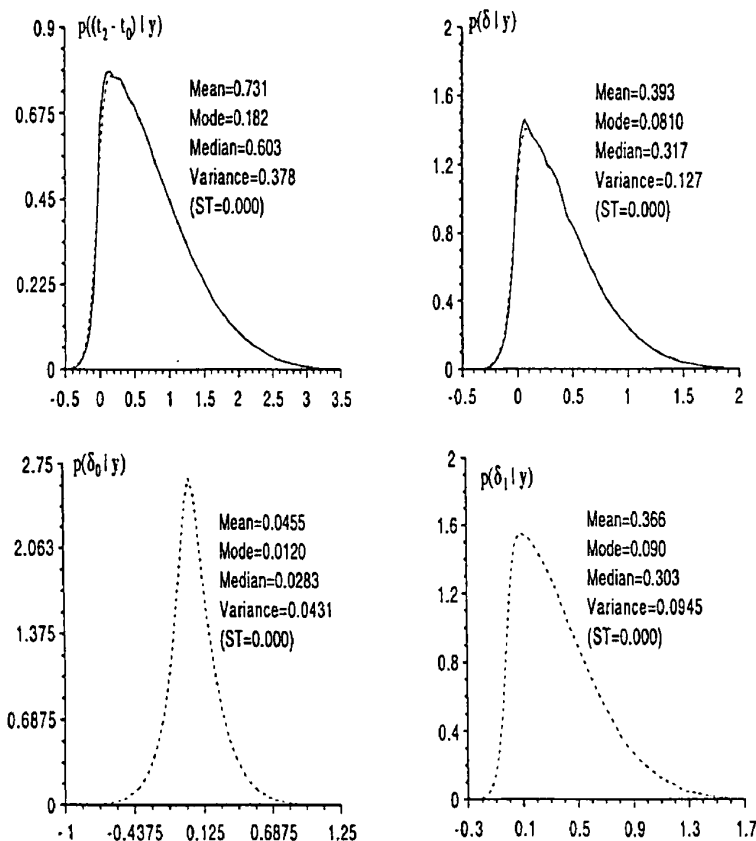 p((t₂ - t₀) | y)
0.9
0.675
0.45
0.225
0
-0.5 0 0.5 1 1.5 2 2.5 3 3.5
Mean=0.731
Mode=0.182
Median=0.603
Variance=0.378
(ST=0.000)
p(δ | y)
2
1.6
1.2
0.8
0.4
0
-0.5 0 0.5 1 1.5 2
Mean=0.393
Mode=0.0810
Median=0.317
Variance=0.127
(ST=0.000)
p(δ₀ | y)
2.75
2.063
1.375
0.6875
0
-1 -0.4375 0.125 0.6875 1.25
Mean=0.0455
Mode=0.0120
Median=0.0283
Variance=0.0431
(ST=0.000)
p(δ₁ | y)
2
1.6
1.2
0.8
0.4
0
-0.3 0.1 0.5 0.9 1.3 1.7
Mean=0.366
Mode=0.090
Median=0.303
Variance=0.0945
(ST=0.000)